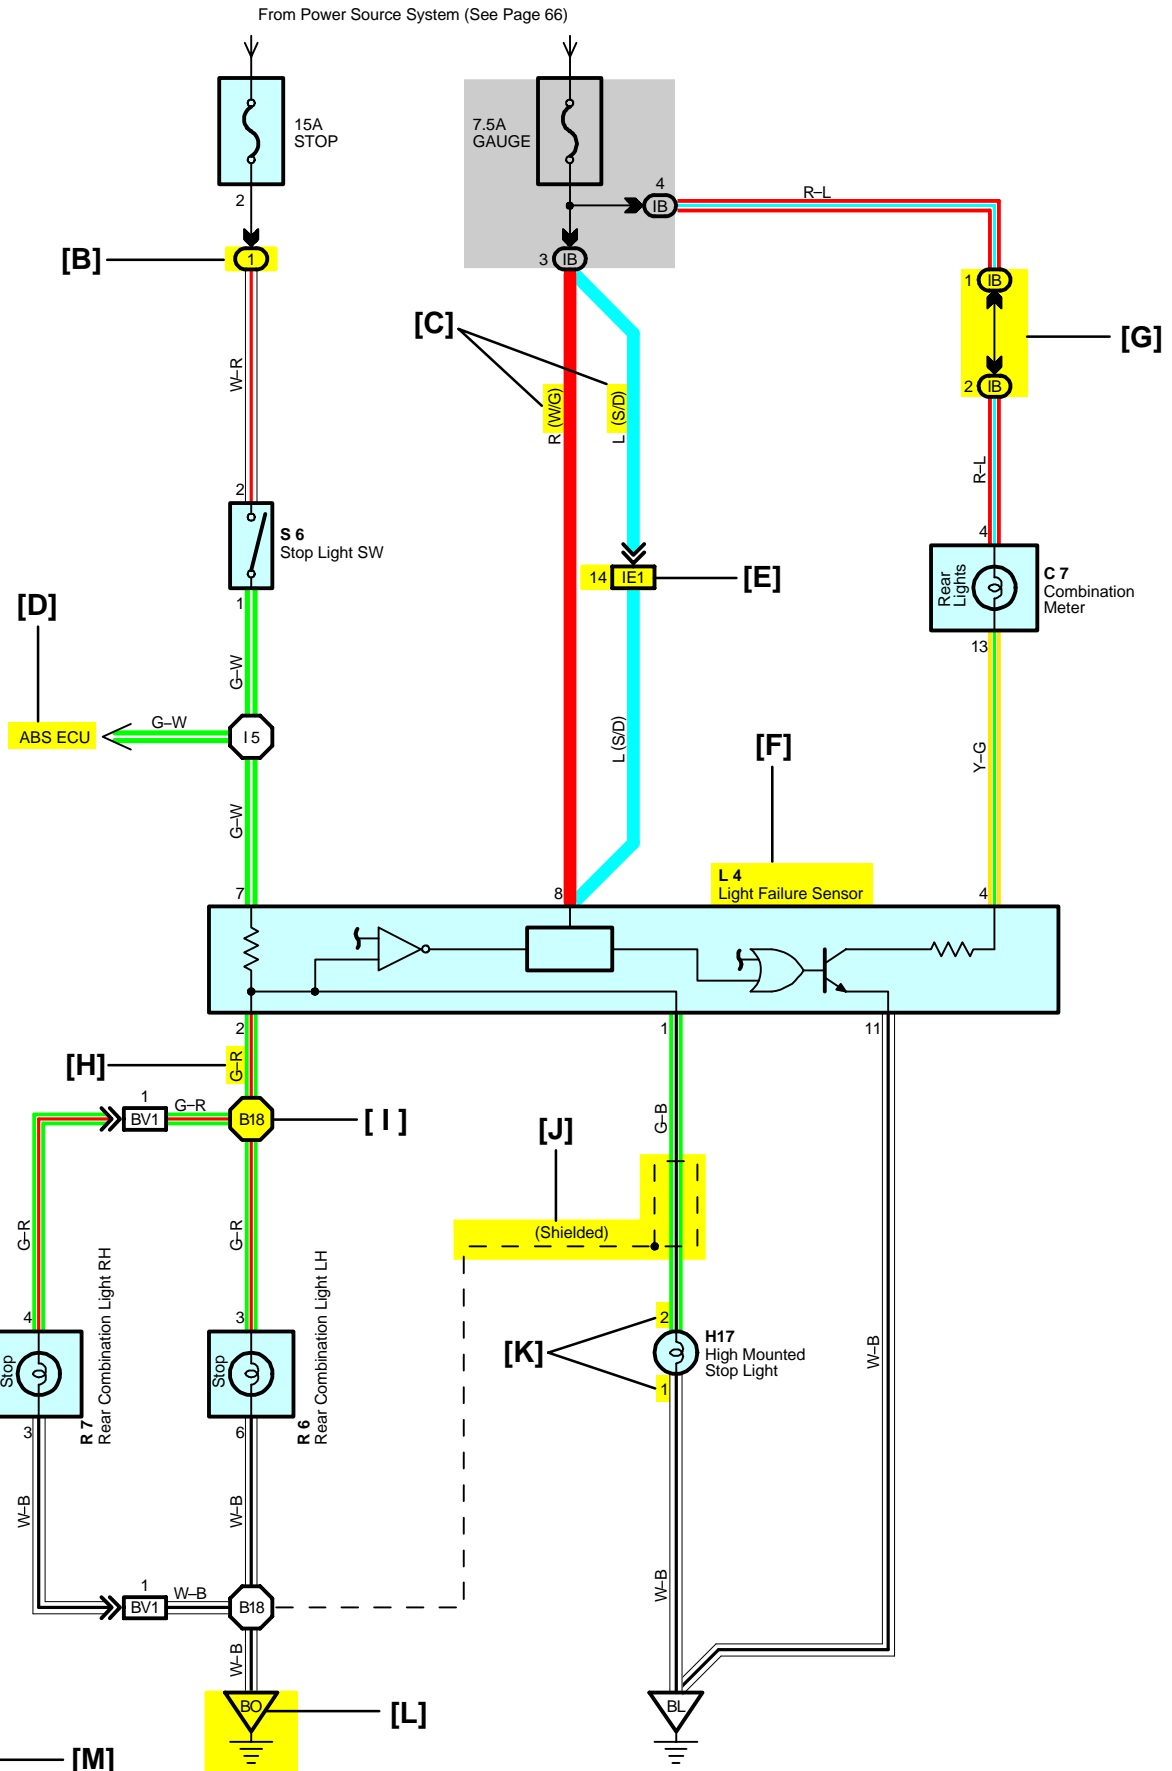 From Power Source System (See Page 66)
15A
STOP
7.5A
GAUGE
2
4
IB
R–L
[B]
1
3
IB
1
IB
[C]
[G]
W–R
R (W/G)
L (S/D)
2
IB
R–L
2
S 6
Stop Light SW
4
14
IE1
[E]
Rear
Lights
C 7
Combination
Meter
[D]
1
13
G–W
G–W
ABS ECU
I 5
L (S/D)
[F]
Y–G
G–W
L 4
Light Failure Sensor
7
8
4
2
1
11
[H]
G–R
1
BV1
G–R
B18
[ I ]
G–B
[J]
(Shielded)
G–R
G–R
4
3
2
Stop
R 7
Rear Combination Light RH
Stop
R 6
Rear Combination Light LH
[K]
H17
High Mounted
Stop Light
W–B
1
3
6
W–B
W–B
W–B
1
BV1
W–B
B18
W–B
BO
[L]
BL
[M]